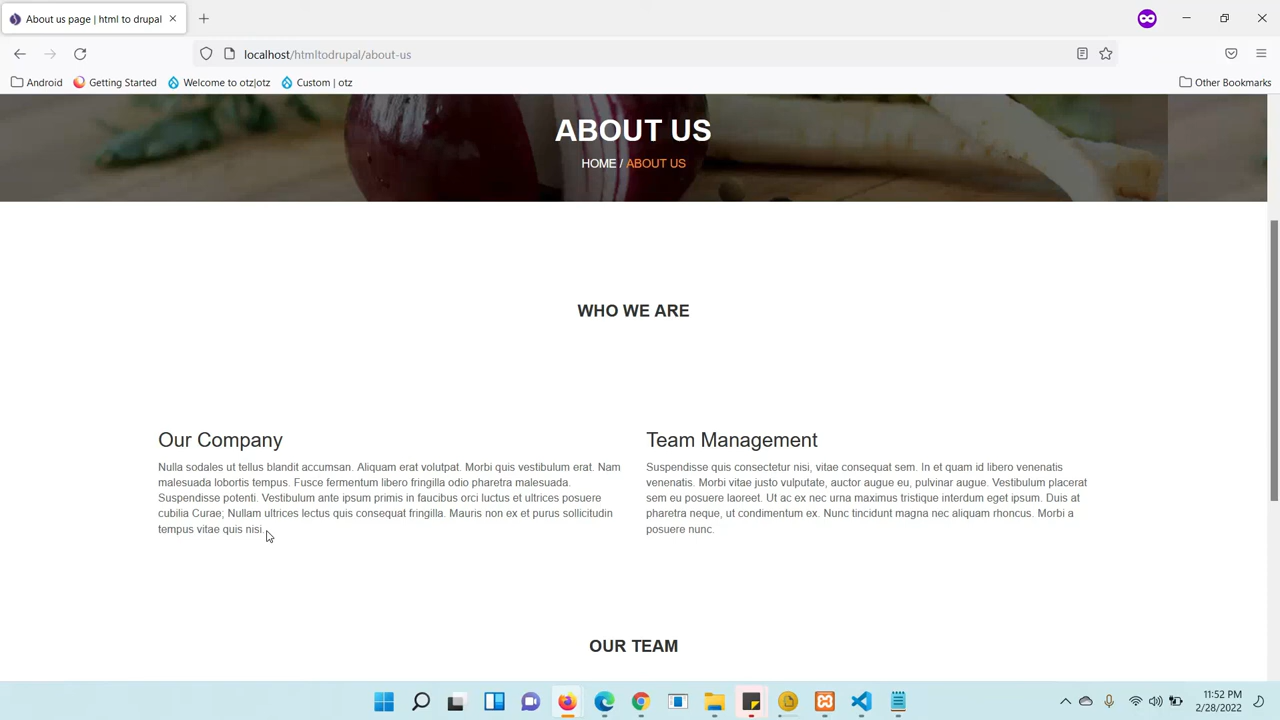 About us page | html to drupal
localhost/htmltodrupal/about-us
Android
Getting Started
Welcome to otz|otz
Custom | otz
Other Bookmarks
ABOUT US
HOME / ABOUT US
WHO WE ARE
Our Company
Nulla sodales ut tellus blandit accumsan. Aliquam erat volutpat. Morbi quis vestibulum erat. Nam
malesuada lobortis tempus. Fusce fermentum libero fringilla odio pharetra malesuada.
Suspendisse potenti. Vestibulum ante ipsum primis in faucibus orci luctus et ultrices posuere
cubilia Curae; Nullam ultrices lectus quis consequat fringilla. Mauris non ex et purus sollicitudin
tempus vitae quis nisi.
Team Management
Suspendisse quis consectetur nisi, vitae consequat sem. In et quam id libero venenatis
venenatis. Morbi vitae justo vulputate, auctor augue eu, pulvinar augue. Vestibulum placerat
sem eu posuere laoreet. Ut ac ex nec urna maximus tristique interdum eget ipsum. Duis at
pharetra neque, ut condimentum ex. Nunc tincidunt magna nec aliquam rhoncus. Morbi a
posuere nunc.
OUR TEAM
11:52 PM
2/28/2022